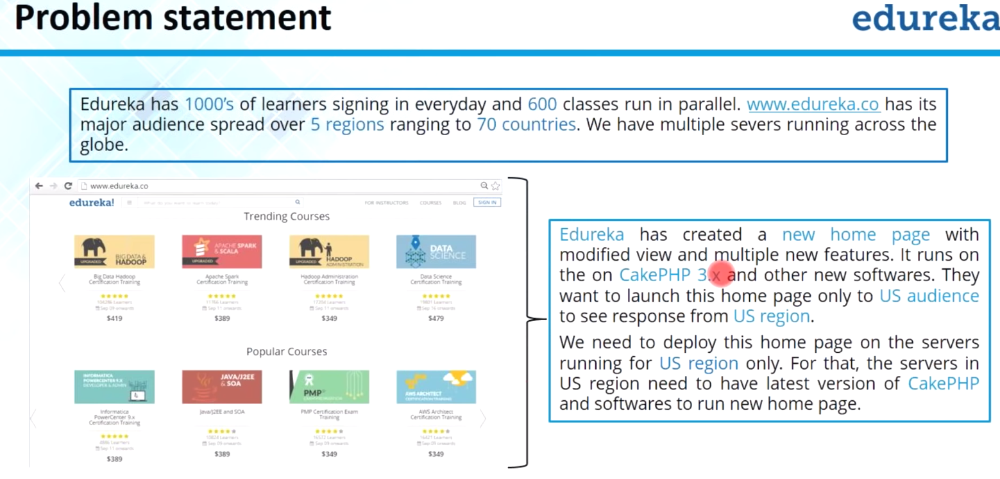 Problem statement
edureka
Edureka has 1000's of learners signing in everyday and 600 classes run in parallel. www.edureka.co has its
major audience spread over 5 regions ranging to 70 countries. We have multiple severs running across the
globe.
www.edureka.co
edureka!
What do you want to learn today?
FOR INSTRUCTORS
COURSES
BLOG
SIGN IN
Trending Courses
UPGRADED
BIG DATA &
HADOOP
UPGRADED
APACHE SPARK
& SCALA
UPGRADED
HADOOP
ADMINISTRATION
DATA
SCIENCE
Big Data Hadoop
Certification Training
Apache Spark
Certification Training
Hadoop Administration
Certification Training
Data Science
Certification Training
Learners
Sep 09 onwards
$419
Learners
Sep 11 onwards
$389
Learners
Sep 11 onwards
$349
Learners
Sep 16 onwards
$479
Popular Courses
INFORMATICA
POWERCENTER 9.X
DEVELOPER & ADMIN
JAVA/J2EE
& SOA
PMP®
AWS ARCHITECT
CERTIFICATION TRAINING
Informatica
PowerCenter 9.x
Certification Training
Java/J2EE and SOA
PMP Certification Exam
Training
AWS Architect
Certification Training
Learners
Sep 11 onwards
$389
10824 Learners
Sep 09 onwards
$389
16572 Learners
Sep 09 onwards
$349
16421 Learners
Sep 09 onwards
$349
Edureka has created a new home page with
modified view and multiple new features. It runs on
the on CakePHP 3.x and other new softwares. They
want to launch this home page only to US audience
to see response from US region.
We need to deploy this home page on the servers
running for US region only. For that, the servers in
US region need to have latest version of CakePHP
and softwares to run new home page.